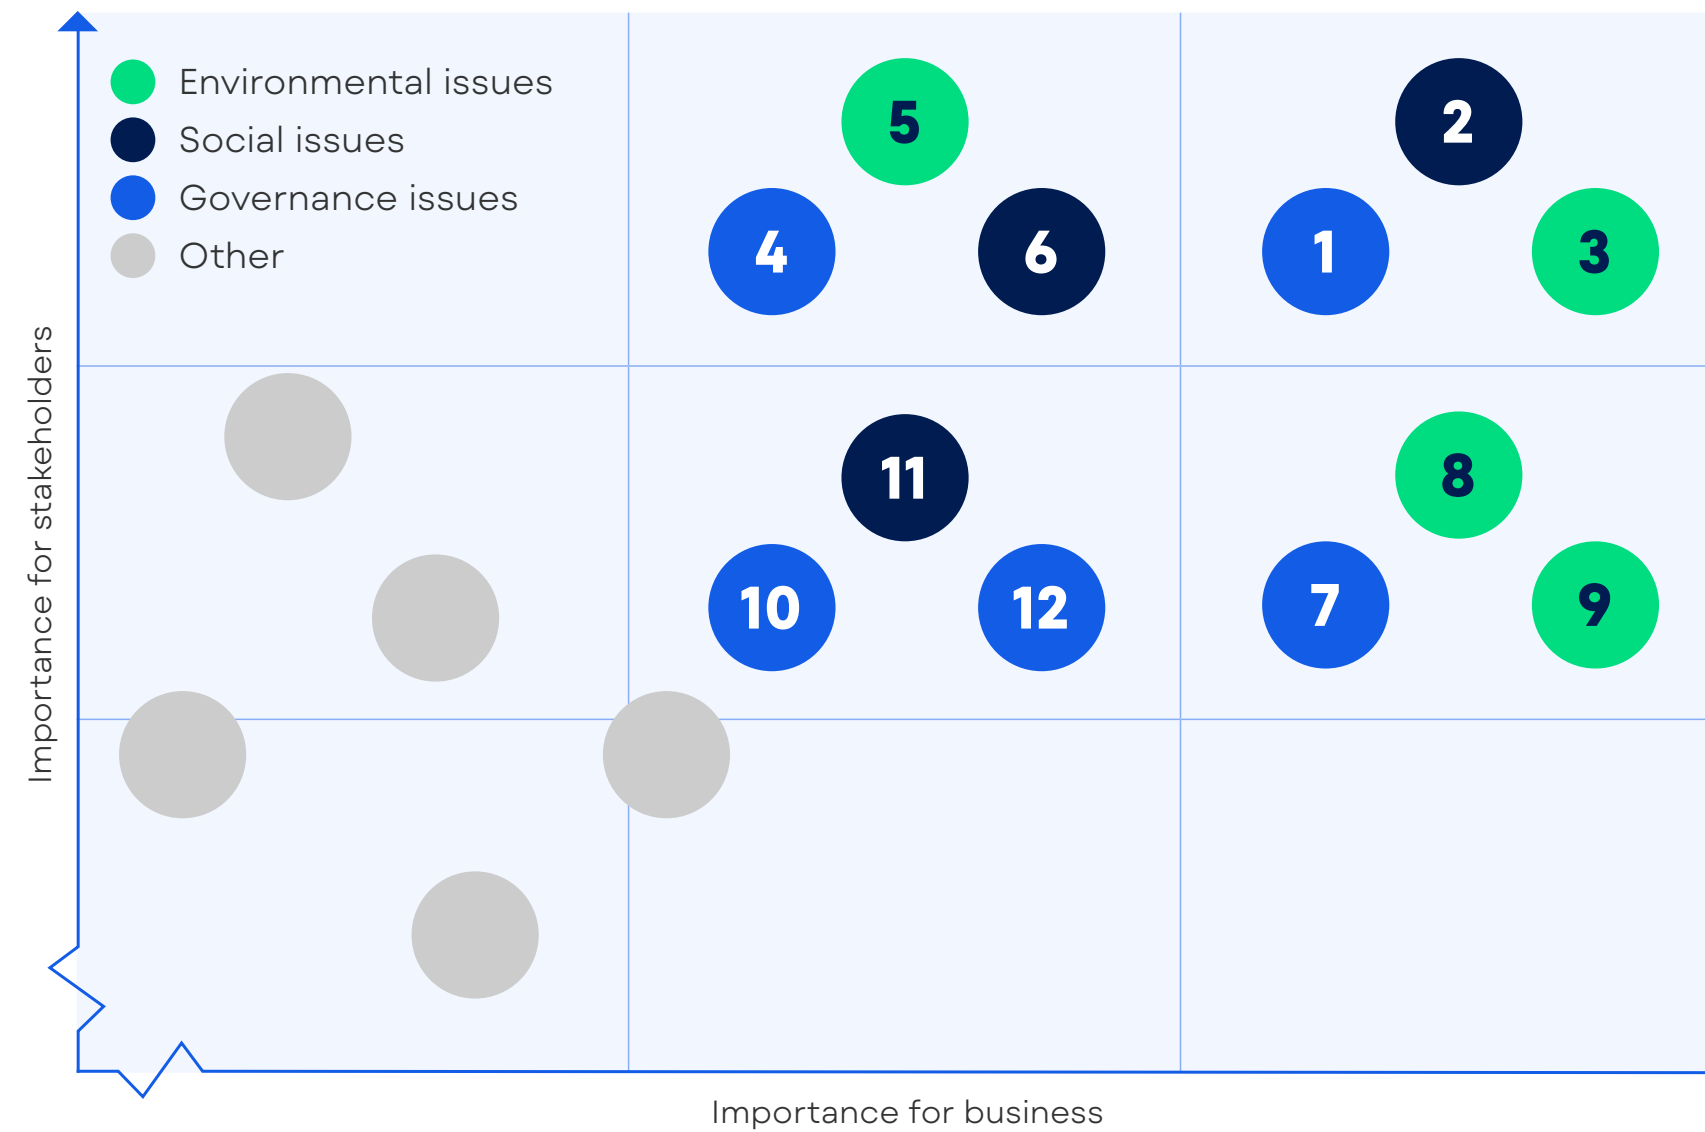 Environmental issues
Social issues
Governance issues
Other
5
2
4
6
1
3
11
8
10
12
7
9
Importance for stakeholders
Importance for business